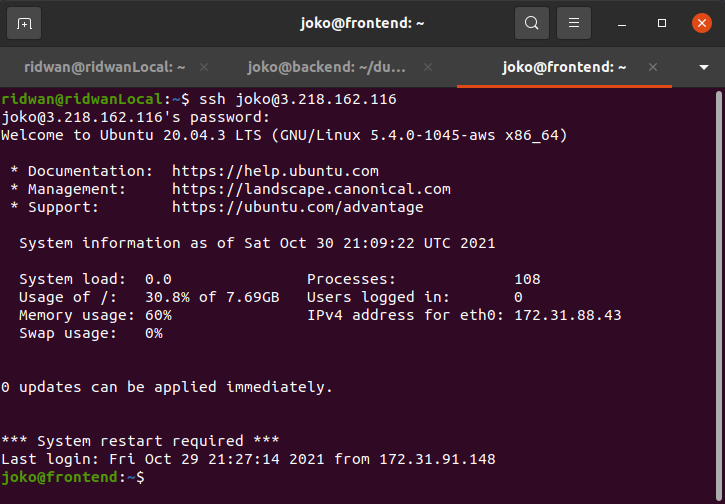 joko@frontend: ~
ridwan@ridwanLocal: ~
joko@backend: ~/du...
joko@frontend: ~
ridwan@ridwanLocal:~$ ssh joko@3.218.162.116
joko@3.218.162.116's password:
Welcome to Ubuntu 20.04.3 LTS (GNU/Linux 5.4.0-1045-aws x86_64)
* Documentation:  https://help.ubuntu.com
* Management:     https://landscape.canonical.com
* Support:        https://ubuntu.com/advantage
System information as of Sat Oct 30 21:09:22 UTC 2021
System load:  0.0                Processes:             108
Usage of /:   30.8% of 7.69GB   Users logged in:       0
Memory usage: 60%               IPv4 address for eth0: 172.31.88.43
Swap usage:   0%
0 updates can be applied immediately.
*** System restart required ***
Last login: Fri Oct 29 21:27:14 2021 from 172.31.91.148
joko@frontend:~$